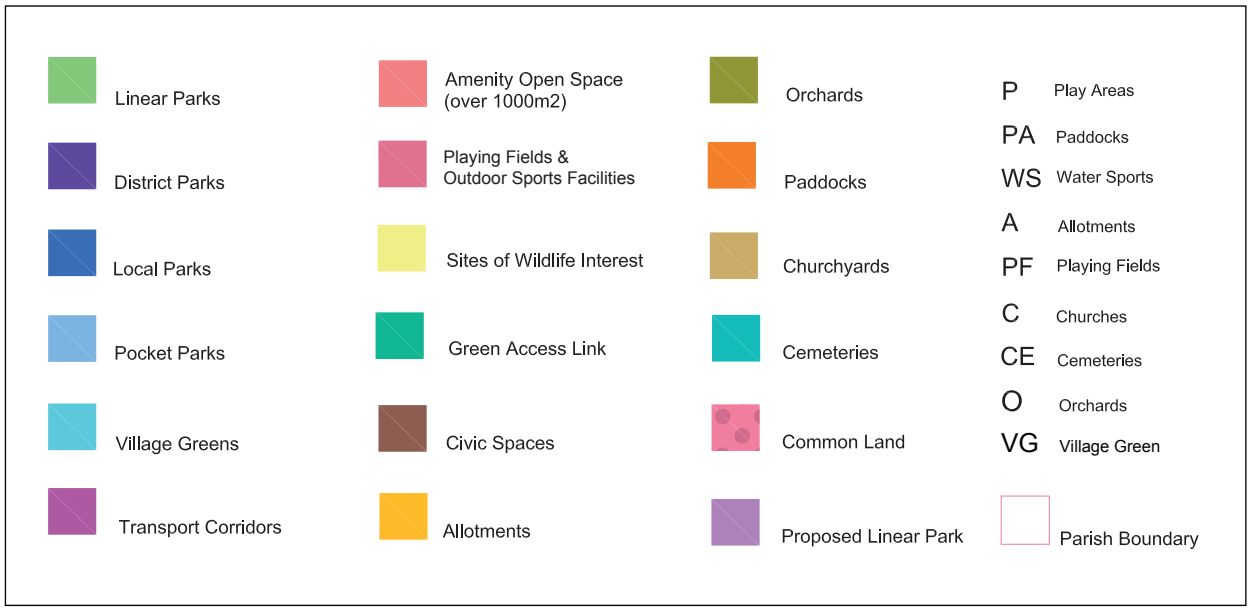 Linear Parks
District Parks
Local Parks
Pocket Parks
Village Greens
Transport Corridors
Amenity Open Space
(over 1000m2)
Playing Fields &
Outdoor Sports Facilities
Sites of Wildlife Interest
Green Access Link
Civic Spaces
Allotments
Orchards
Paddocks
Churchyards
Cemeteries
Common Land
Proposed Linear Park
P Play Areas
PA Paddocks
WS Water Sports
A Allotments
PF Playing Fields
C Churches
CE Cemeteries
O Orchards
VG Village Green
Parish Boundary